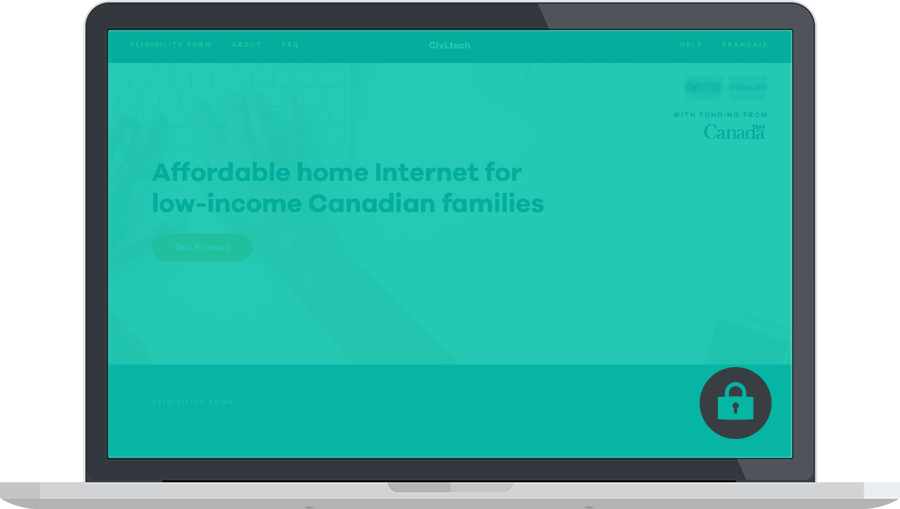 ELIGIBILITY FORM ABOUT FAQ Civi.tech HELP FRANÇAIS
WITH FUNDING FROM
Canada
Affordable home Internet for
low-income Canadian families
Get Started
ELIGIBILITY FORM